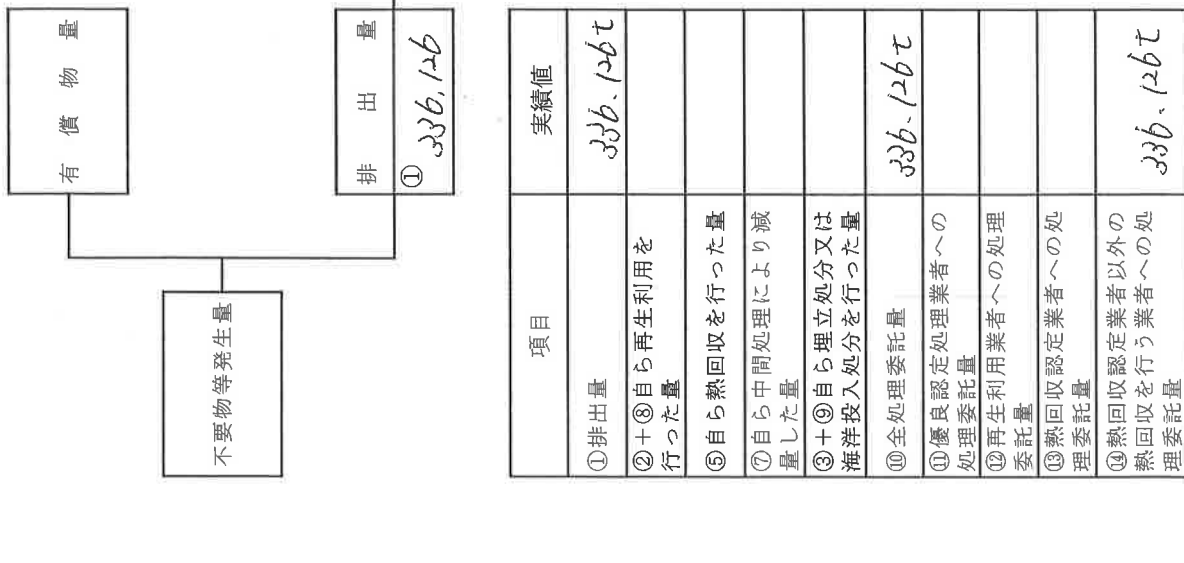 有償物量
不要物等発生量
排出量
① 336.126
項目
実績値
①排出量
336.126t
②+⑧自ら再生利用を
行った量
⑤自ら熱回収を行った量
⑦自ら中間処理により減
量した量
③+⑨自ら埋立処分又は
海洋投入処分を行った量
⑩全処理委託量
336.126t
⑪優良認定処理業者への
処理委託量
⑫再生利用業者への処理
委託量
⑬熱回収認定業者への処
理委託量
⑭熱回収認定業者以外の
熱回収を行う業者への処
理委託量
336.126t